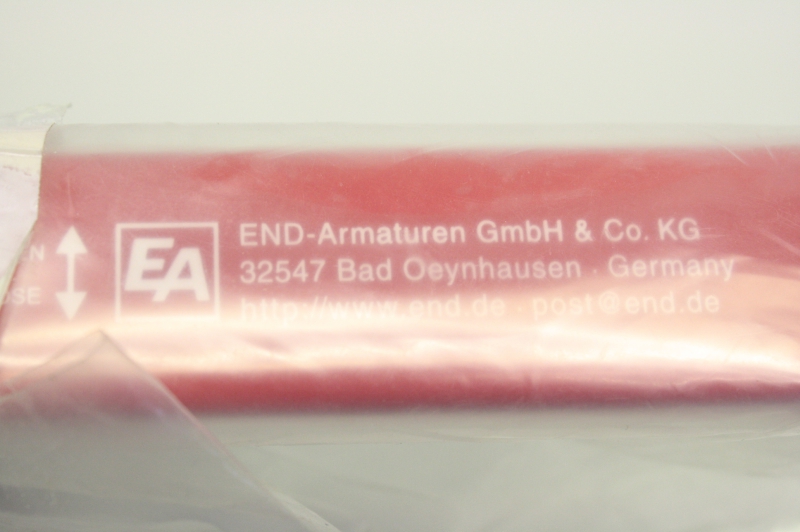 EA
END-Armaturen GmbH & Co. KG
32547 Bad Oeynhausen · Germany
http://www.end.de · post@end.de